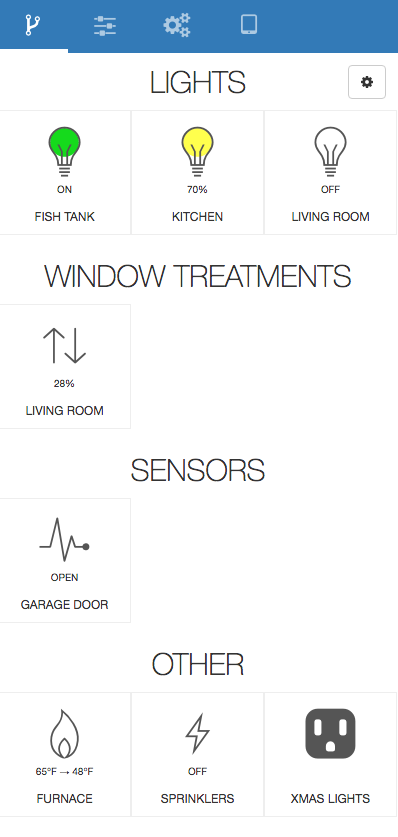 LIGHTS
ON
70%
OFF
FISH TANK
KITCHEN
LIVING ROOM
WINDOW TREATMENTS
28%
LIVING ROOM
SENSORS
OPEN
GARAGE DOOR
OTHER
65°F → 48°F
OFF
FURNACE
SPRINKLERS
XMAS LIGHTS